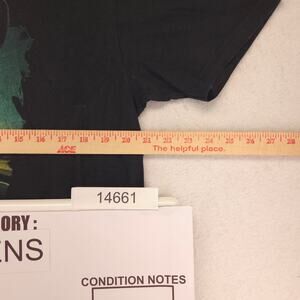 15 16 17 18 19 20 21 22 23 24 25 26 27 28
ACE The helpful place.
14661
ORY:
ENS
CONDITION NOTES